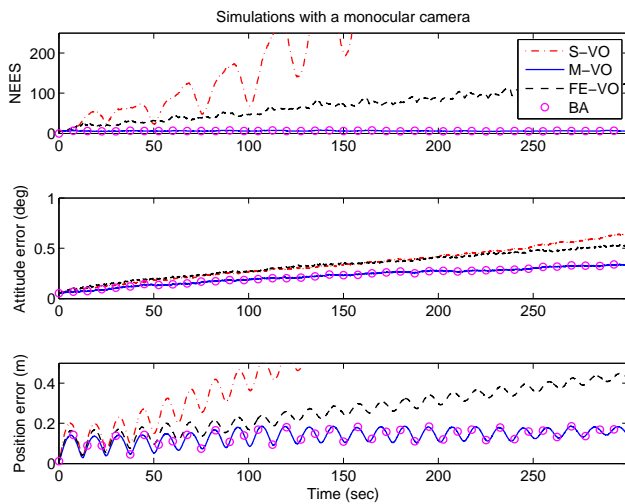 Simulations with a monocular camera
NEES
200
100
0
0 50 100 150 200 250
S−VO
M−VO
FE−VO
BA
Attitude error (deg)
1
0.5
0
0 50 100 150 200 250
Position error (m)
0.4
0.2
0
0 50 100 150 200 250
Time (sec)